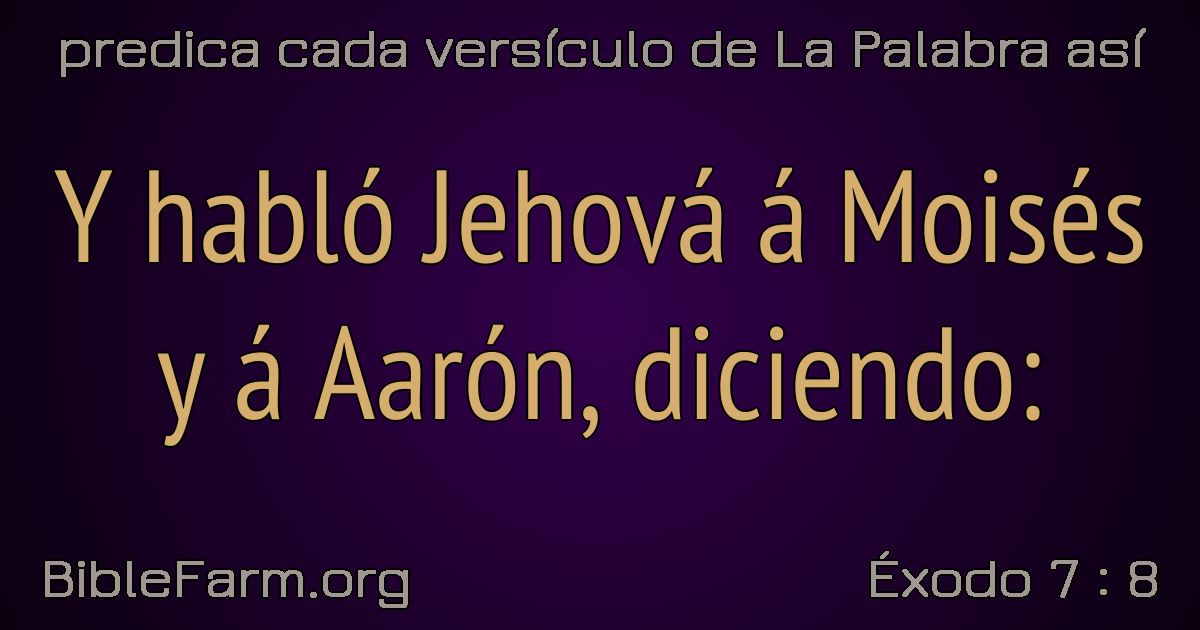 predica cada versículo de La Palabra así
Y habló Jehová á Moisés
y á Aarón, diciendo:
BibleFarm.org
Éxodo 7 : 8